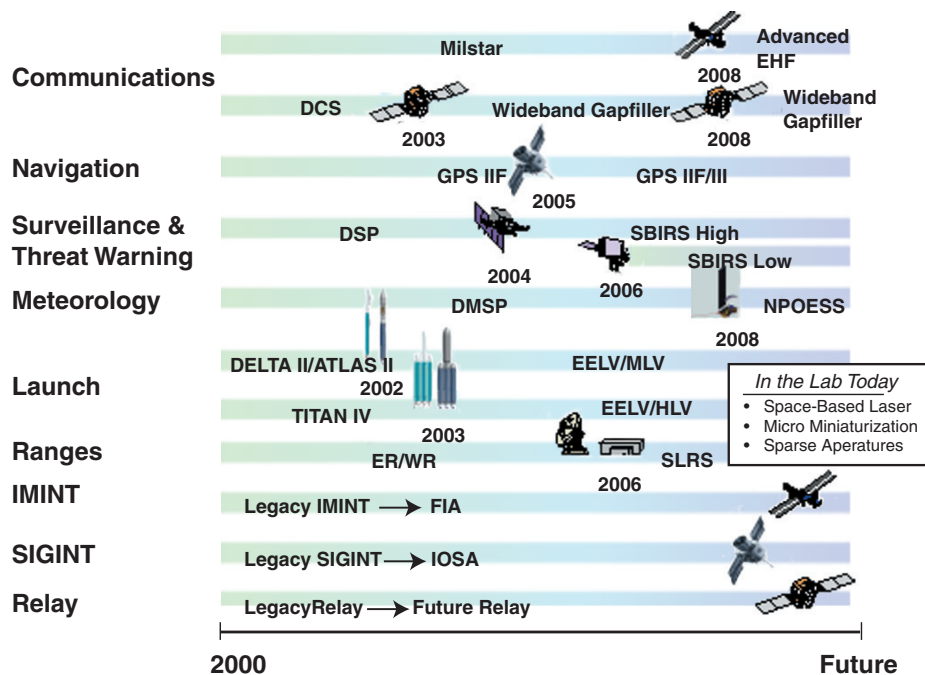 Communications
Milstar
Advanced
EHF
2008
DCS
2003
Wideband Gapfiller
2008
Wideband
Gapfiller
Navigation
GPS IIF
2005
GPS IIF/III
Surveillance &
Threat Warning
DSP
2004
SBIRS High
2006
SBIRS Low
Meteorology
DMSP
2008
NPOESS
Launch
DELTA II/ATLAS II
2002
EELV/MLV
TITAN IV
2003
EELV/HLV
In the Lab Today
• Space-Based Laser
• Micro Miniaturization
• Sparse Aperatures
Ranges
ER/WR
2006
SLRS
IMINT
Legacy IMINT → FIA
SIGINT
Legacy SIGINT → IOSA
Relay
LegacyRelay → Future Relay
2000
Future